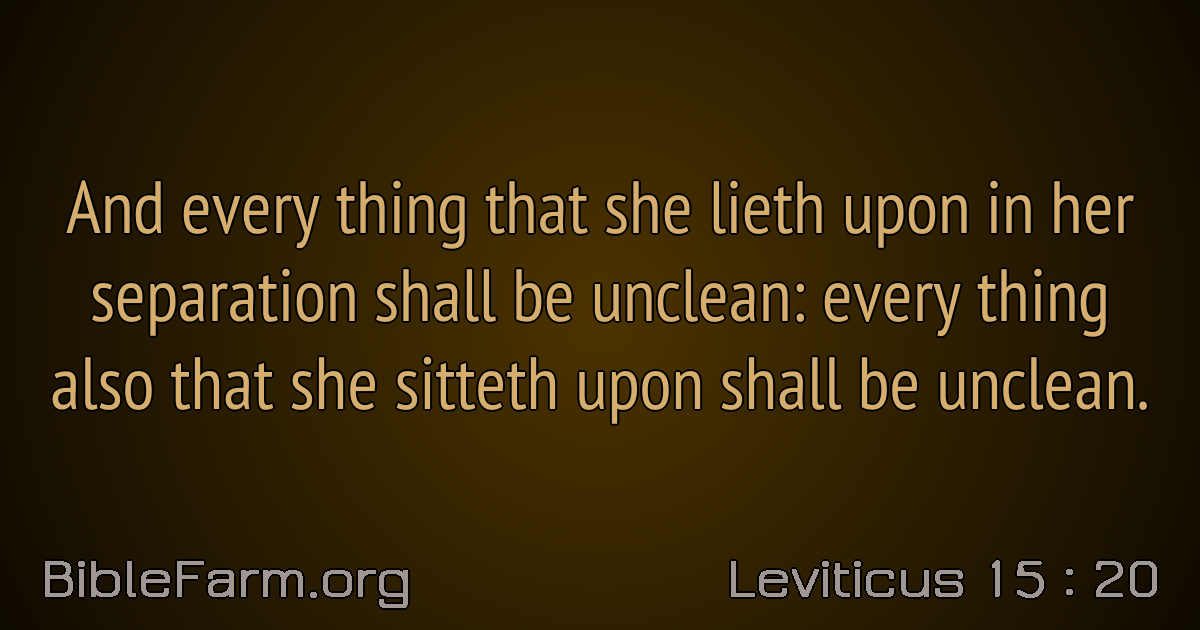 And every thing that she lieth upon in her
separation shall be unclean: every thing
also that she sitteth upon shall be unclean.
BibleFarm.org
Leviticus 15 : 20